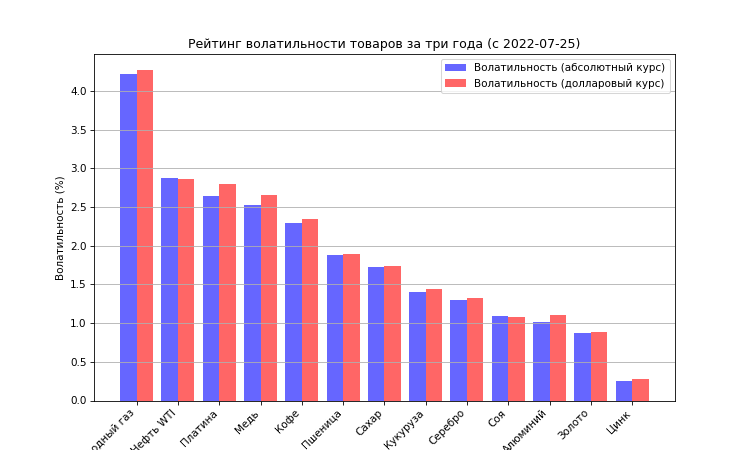 Рейтинг волатильности товаров за три года (с 2022-07-25)
Волатильность (абсолютный курс)
Волатильность (долларовый курс)
Волатильность (%)
4.0
3.5
3.0
2.5
2.0
1.5
1.0
0.5
0.0
газ
Нефть WTI
Платина
Медь
Кофе
Пшеница
Сахар
Кукуруза
Серебро
Соя
Алюминий
Золото
Цинк